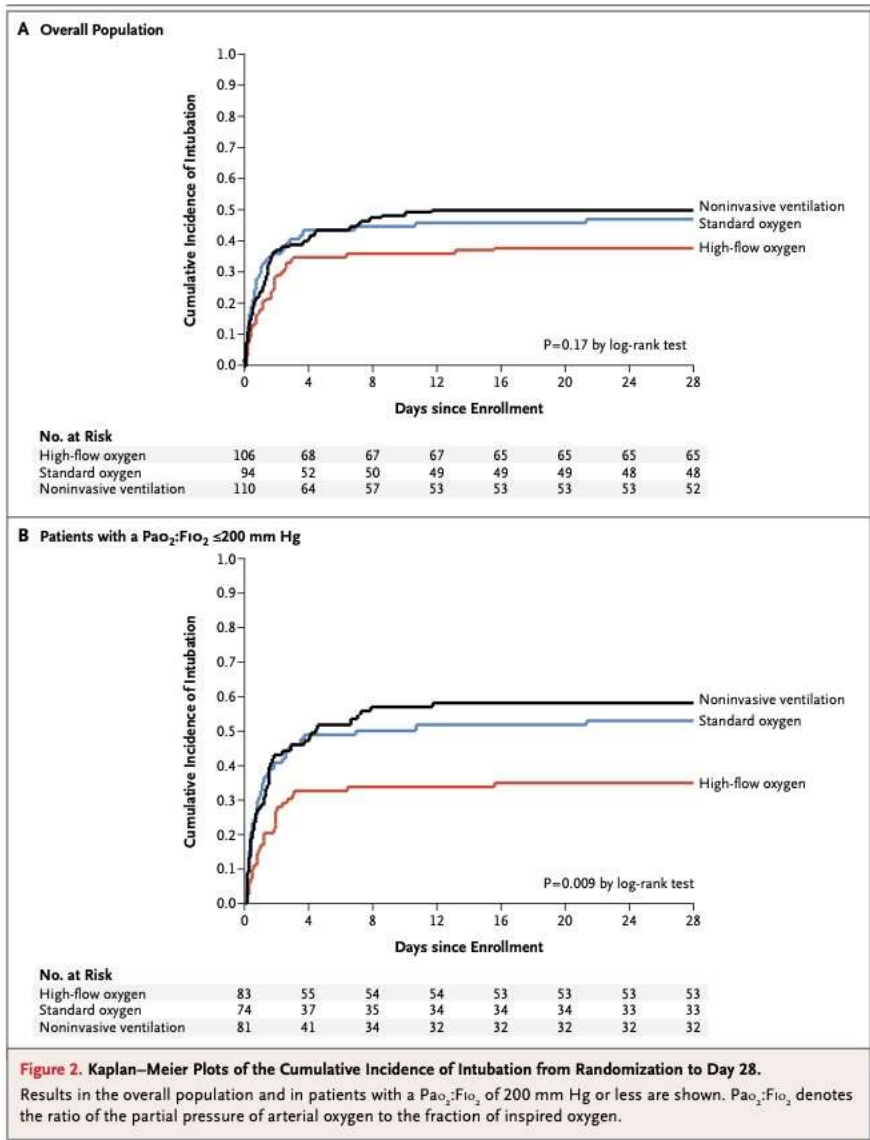 A Overall Population
1.0
0.9
0.8
0.7
0.6
0.5
0.4
0.3
0.2
0.1
0.0
Cumulative Incidence of Intubation
Noninvasive ventilation
Standard oxygen
High-flow oxygen
P=0.17 by log-rank test
0 4 8 12 16 20 24 28
Days since Enrollment
No. at Risk
High-flow oxygen 106 68 67 67 65 65 65 65
Standard oxygen 94 52 50 49 49 49 48 48
Noninvasive ventilation 110 64 57 53 53 53 53 52
B Patients with a Pao₂:Fio₂ ≤200 mm Hg
1.0
0.9
0.8
0.7
0.6
0.5
0.4
0.3
0.2
0.1
0.0
Cumulative Incidence of Intubation
Noninvasive ventilation
Standard oxygen
High-flow oxygen
P=0.009 by log-rank test
0 4 8 12 16 20 24 28
Days since Enrollment
No. at Risk
High-flow oxygen 83 55 54 54 53 53 53 53
Standard oxygen 74 37 35 34 34 34 33 33
Noninvasive ventilation 81 41 34 32 32 32 32 32
Figure 2. Kaplan–Meier Plots of the Cumulative Incidence of Intubation from Randomization to Day 28.
Results in the overall population and in patients with a Pao₂:Fio₂ of 200 mm Hg or less are shown. Pao₂:Fio₂ denotes
the ratio of the partial pressure of arterial oxygen to the fraction of inspired oxygen.